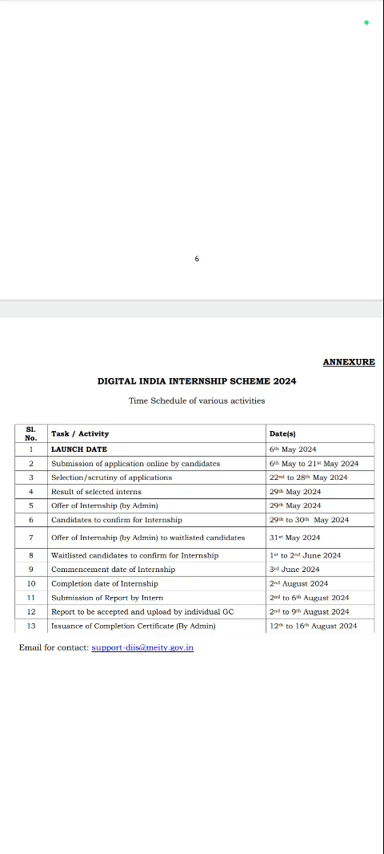 6
ANNEXURE
DIGITAL INDIA INTERNSHIP SCHEME 2024
Time Schedule of various activities
Sl. No. Task / Activity Date(s)
1 LAUNCH DATE 6th May 2024
2 Submission of application online by candidates 6th May to 21st May 2024
3 Selection/scrutiny of applications 22nd to 28th May 2024
4 Result of selected interns 29th May 2024
5 Offer of Internship (by Admin) 29th May 2024
6 Candidates to confirm for Internship 29th to 30th May 2024
7 Offer of Internship (by Admin) to waitlisted candidates 31st May 2024
8 Waitlisted candidates to confirm for Internship 1st to 2nd June 2024
9 Commencement date of Internship 3rd June 2024
10 Completion date of Internship 2nd August 2024
11 Submission of Report by Intern 2nd to 6th August 2024
12 Report to be accepted and upload by individual GC 2nd to 9th August 2024
13 Issuance of Completion Certificate (By Admin) 12th to 16th August 2024
Email for contact: support-diis@meity.gov.in